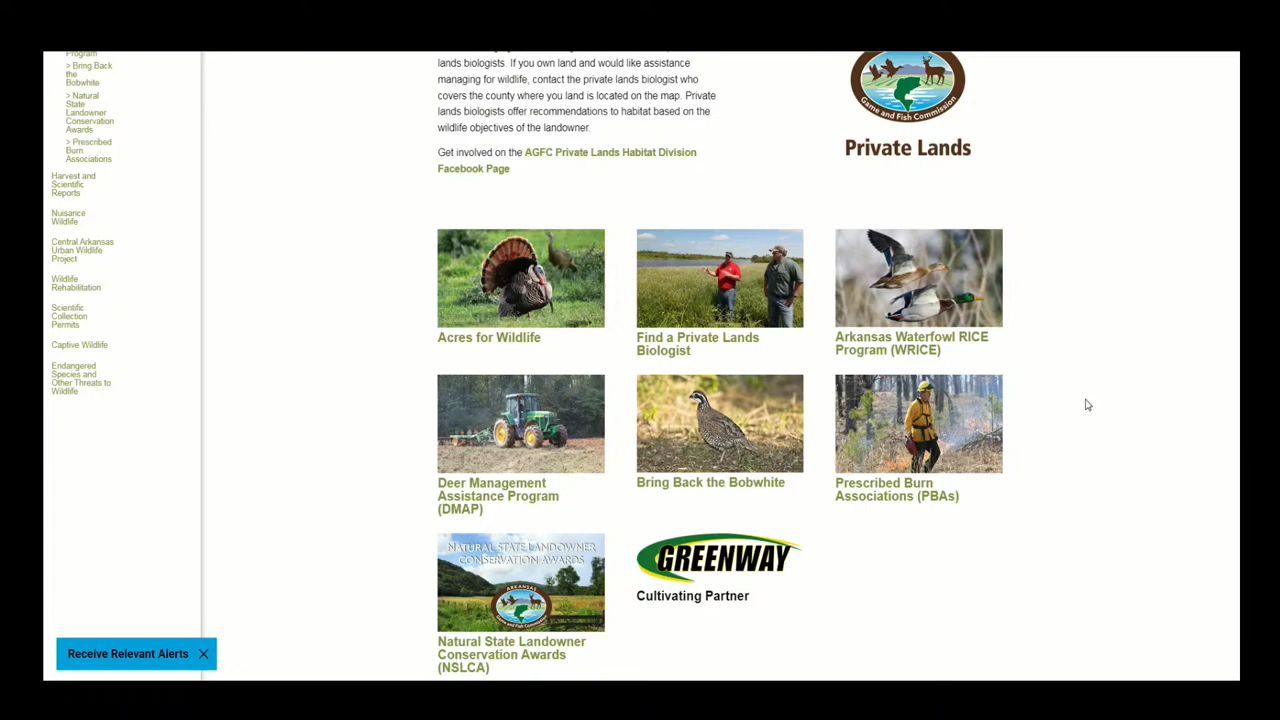 Program
> Bring Back
the
Bobwhite
> Natural
State
Landowner
Conservation
Awards
> Prescribed
Burn
Associations
Harvest and
Scientific
Reports
Nuisance
Wildlife
Central Arkansas
Urban Wildlife
Project
Wildlife
Rehabilitation
Scientific
Collection
Permits
Captive Wildlife
Endangered
Species and
Other Threats to
Wildlife
lands biologists. If you own land and would like assistance
managing for wildlife, contact the private lands biologist who
covers the county where you land is located on the map. Private
lands biologists offer recommendations to habitat based on the
wildlife objectives of the landowner.
Get involved on the AGFC Private Lands Habitat Division
Facebook Page
Game and Fish Commission
Private Lands
Acres for Wildlife
Find a Private Lands
Biologist
Arkansas Waterfowl RICE
Program (WRICE)
Deer Management
Assistance Program
(DMAP)
Bring Back the Bobwhite
Prescribed Burn
Associations (PBAs)
NATURAL STATE LANDOWNER
CONSERVATION AWARDS
ARKANSAS
Game and Fish Commission
Natural State Landowner
Conservation Awards
(NSLCA)
GREENWAY
Cultivating Partner
Receive Relevant Alerts